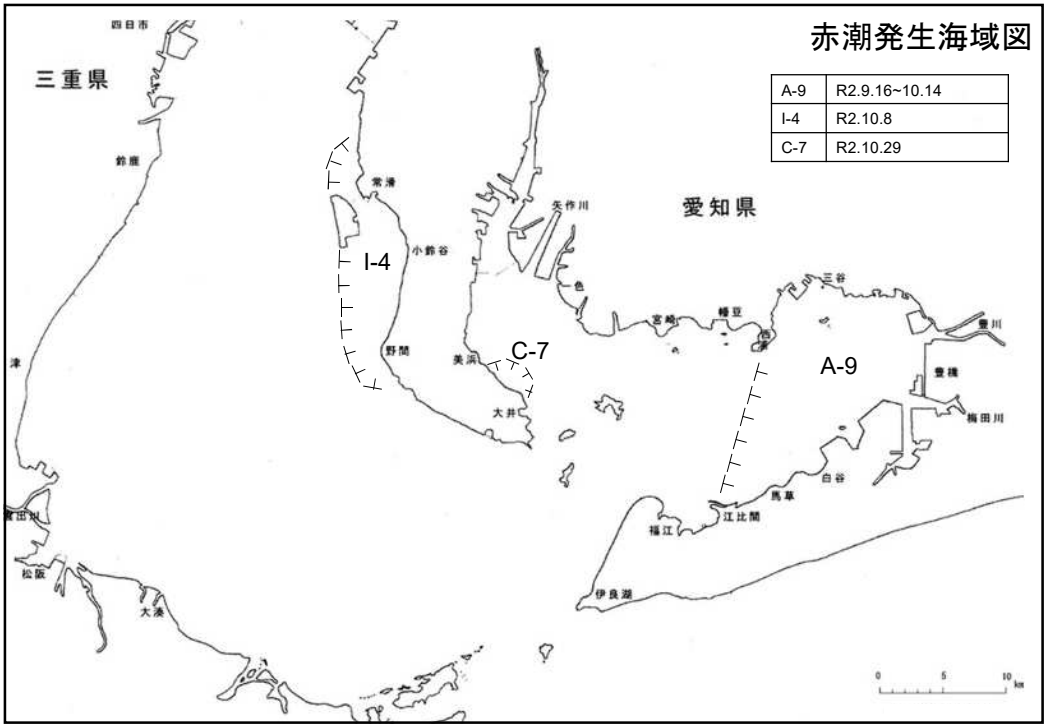 赤潮発生海域図
A-9 R2.9.16~10.14
I-4 R2.10.8
C-7 R2.10.29
四日市
三重県
鈴鹿
常滑
矢作川
愛知県
小鈴谷
I-4
一色
三谷
宮崎
幡豆
西浦
豊川
津
野間
美浜
C-7
A-9
豊橋
大井
梅田川
白谷
馬草
江比間
福江
雲出川
松阪
大湊
伊良湖
0 5 10 km